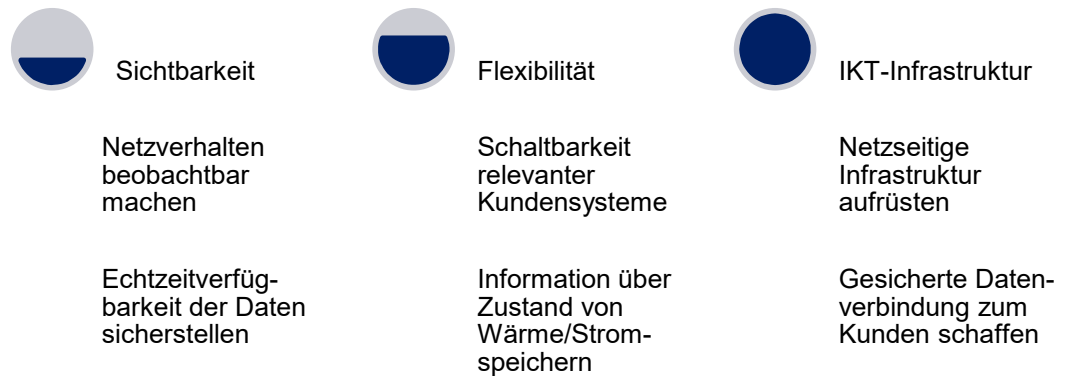 Sichtbarkeit
Netzverhalten
beobachtbar
machen
Echtzeitverfüg-
barkeit der Daten
sicherstellen
Flexibilität
Schaltbarkeit
relevanter
Kundensysteme
Information über
Zustand von
Wärme/Strom-
speichern
IKT-Infrastruktur
Netzseitige
Infrastruktur
aufrüsten
Gesicherte Daten-
verbindung zum
Kunden schaffen